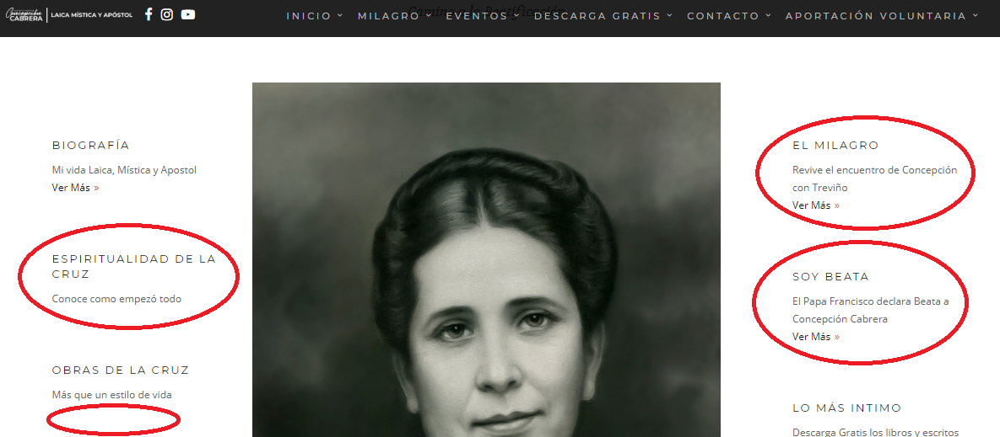 Concepción
CABRERA
LAICA MÍSTICA Y APÓSTOL
INICIO MILAGRO EVENTOS DESCARGA GRATIS CONTACTO APORTACIÓN VOLUNTARIA
Camino a la Beatificación
BIOGRAFÍA
Mi vida Laica, Mística y Apostol
Ver Más »
ESPIRITUALIDAD DE LA
CRUZ
Conoce como empezó todo
OBRAS DE LA CRUZ
Más que un estilo de vida
EL MILAGRO
Revive el encuentro de Concepción
con Treviño
Ver Más »
SOY BEATA
El Papa Francisco declara Beata a
Concepción Cabrera
Ver Más »
LO MÁS INTIMO
Descarga Gratis los libros y escritos